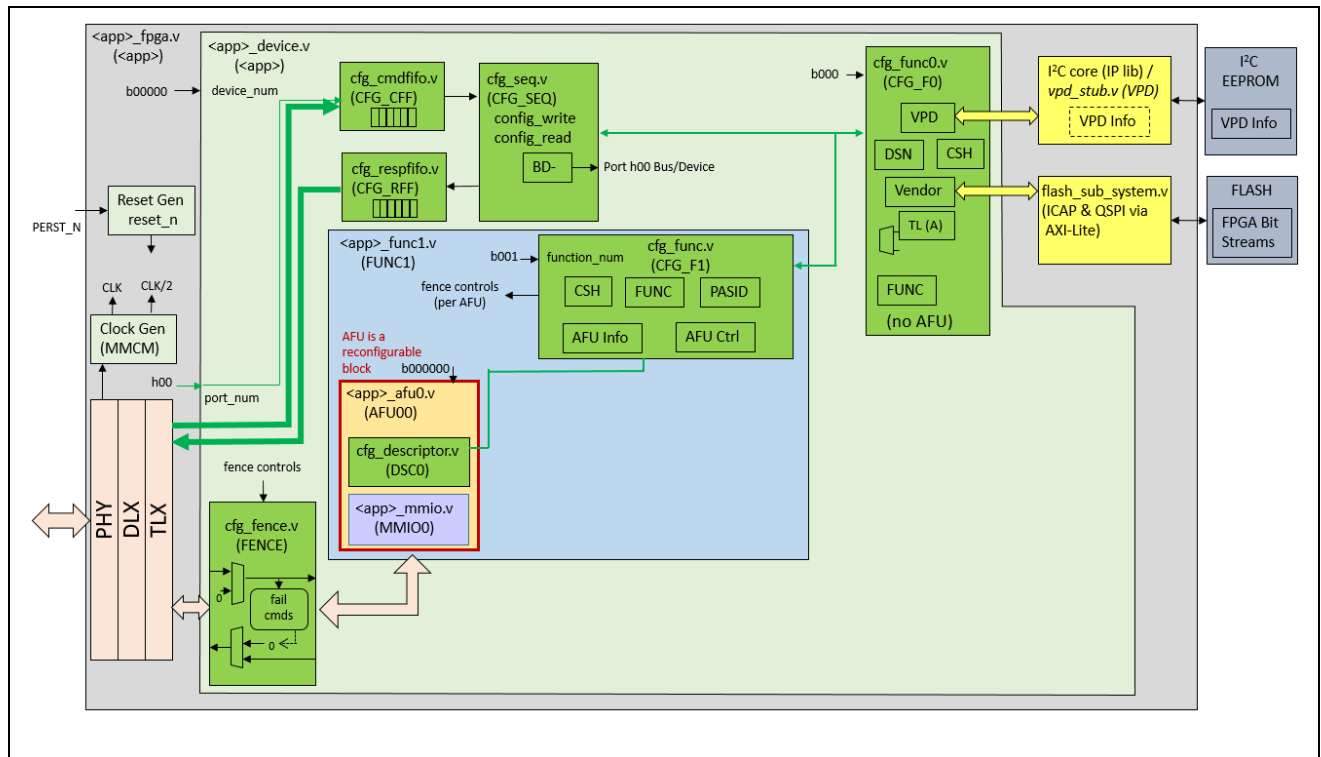 <app>_fpga.v
(<app>)
b00000
<app>_device.v
(<app>)
device_num
cfg_cmdfifo.v
(CFG_CFF)
cfg_seq.v
(CFG_SEQ)
config_write
config_read
BD-
Port h00 Bus/Device
cfg_respfifo.v
(CFG_RFF)
b000
cfg_func0.v
(CFG_F0)
VPD
DSN
CSH
Vendor
TL (A)
FUNC
(no AFU)
I²C core (IP lib) /
vpd_stub.v (VPD)
VPD Info
I²C
EEPROM
VPD Info
flash_sub_system.v
(ICAP & QSPI via
AXI-Lite)
FLASH
FPGA Bit
Streams
Reset Gen
reset_n
PERST_N
CLK
CLK/2
Clock Gen
(MMCM)
h00
port_num
PHY
DLX
TLX
<app>_func1.v
(FUNC1)
b001
function_num
cfg_func.v
(CFG_F1)
fence controls
(per AFU)
CSH
FUNC
PASID
AFU Info
AFU Ctrl
AFU is a
reconfigurable
block
b000000
<app>_afu0.v
(AFU00)
cfg_descriptor.v
(DSC0)
<app>_mmio.v
(MMIO0)
fence controls
cfg_fence.v
(FENCE)
0
fail
cmds
0